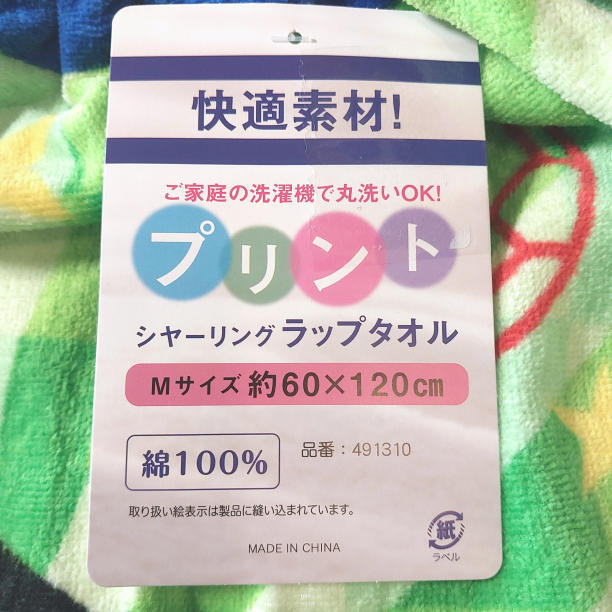 快適素材!
ご家庭の洗濯機で丸洗いOK!
プリント
シヤーリングラップタオル
Mサイズ 約60×120cm
綿100%
品番：491310
取り扱い絵表示は製品に縫い込まれています。
紙
ラベル
MADE IN CHINA